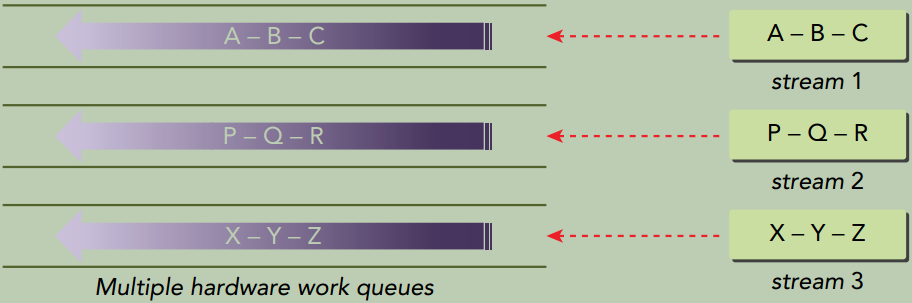 A – B – C
A – B – C
stream 1
P – Q – R
P – Q – R
stream 2
X – Y – Z
X – Y – Z
stream 3
Multiple hardware work queues